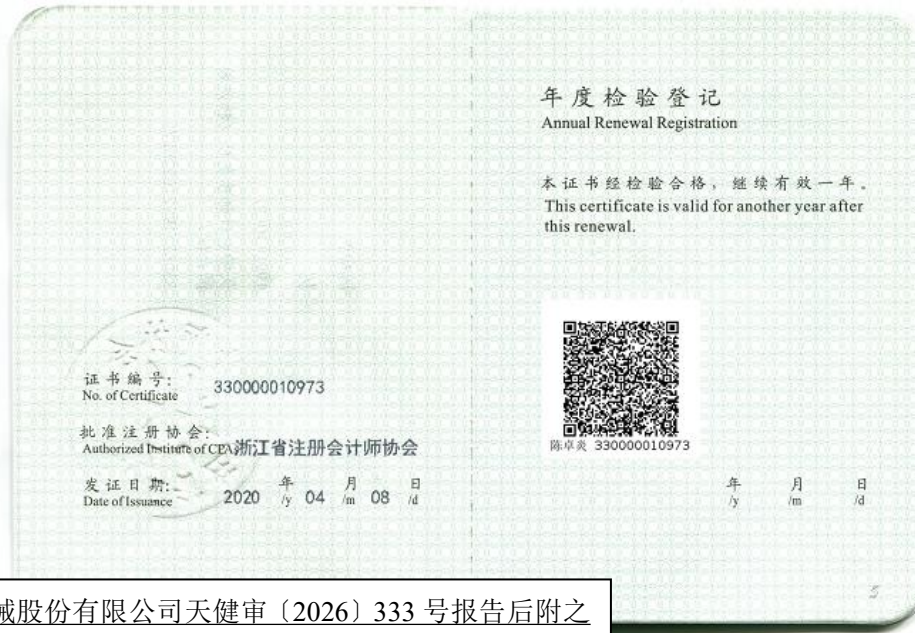 年度检验登记
Annual Renewal Registration
本证书经检验合格，继续有效一年。
This certificate is valid for another year after
this renewal.
证书编号：
No. of Certificate
330000010973
批准注册协会：
Authorized Institute of CPAs
浙江省注册会计师协会
发证日期：
Date of Issuance
2020 年 04 月 08 日
/y /m /d
陈卓炎 330000010973
年 月 日
/y /m /d
5
械股份有限公司天健审〔2026〕333 号报告后附之